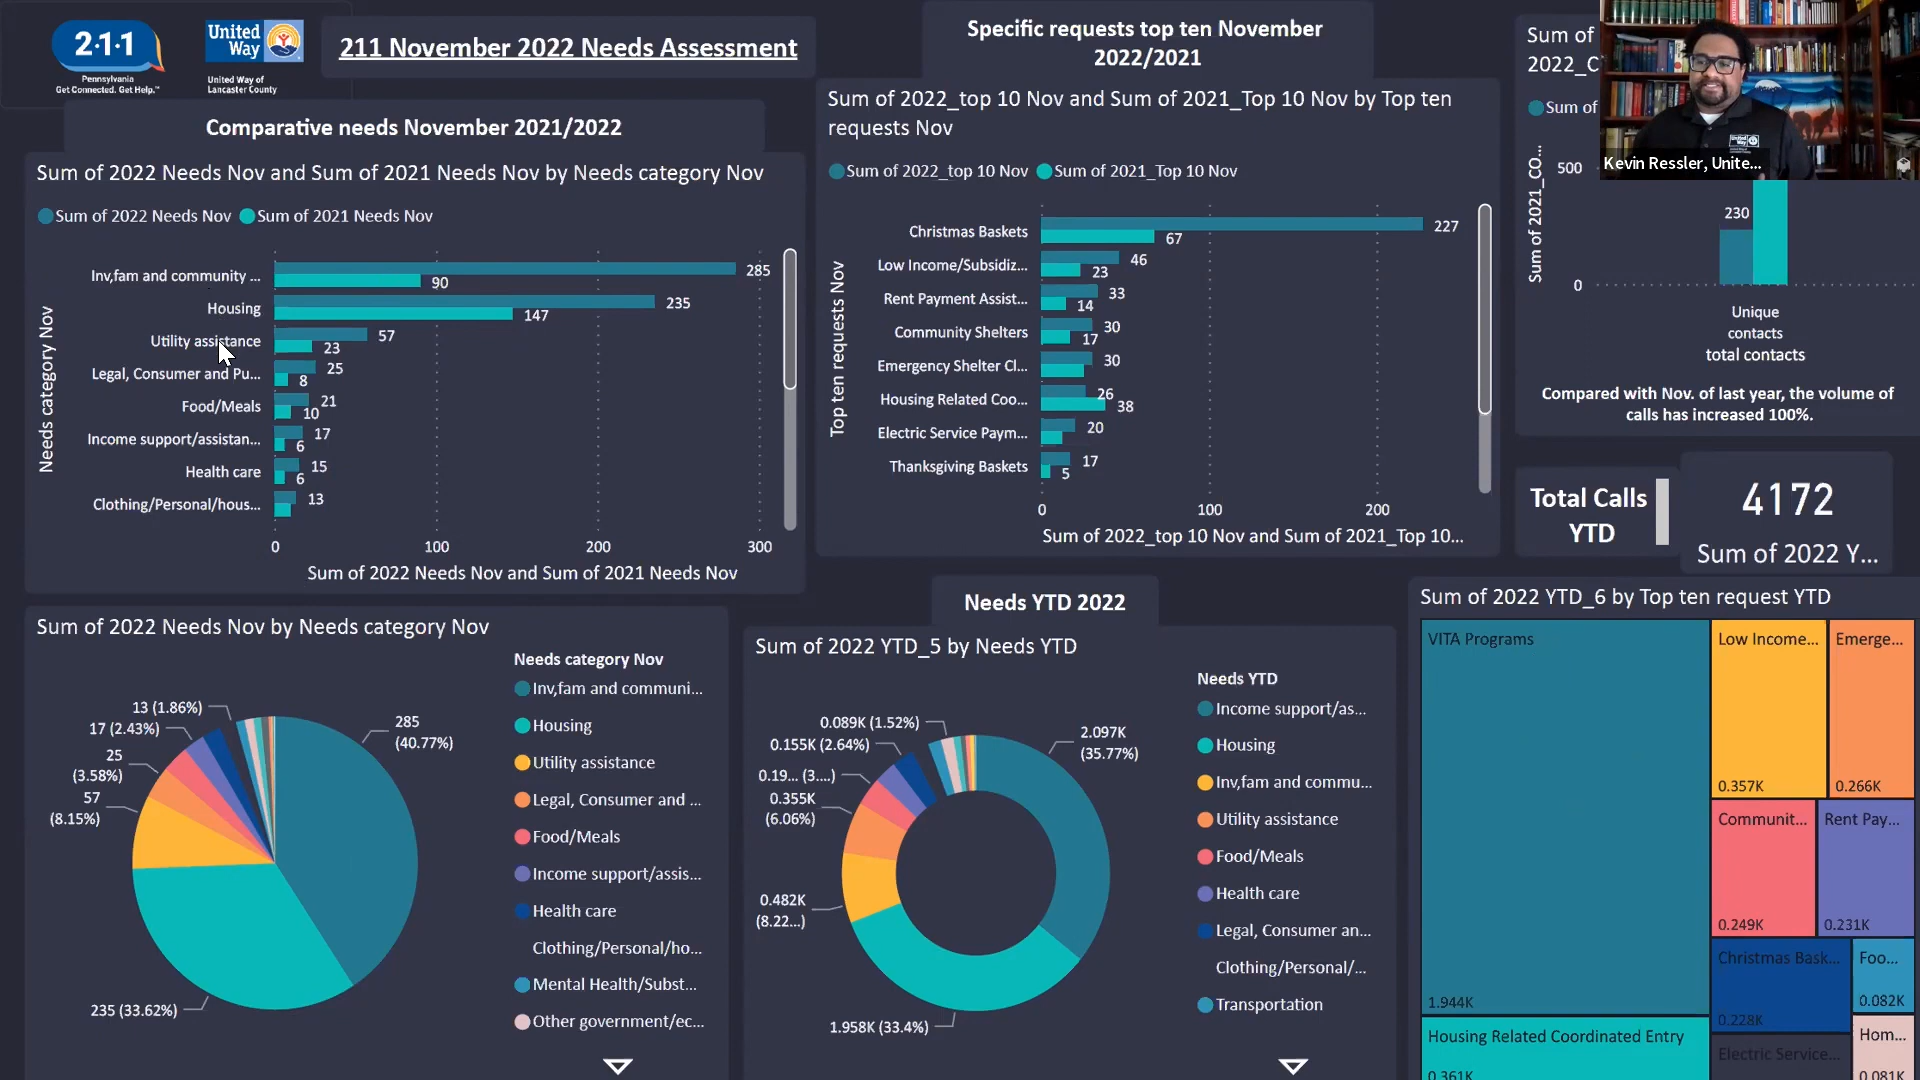 2·1·1
Pennsylvania
Get Connected. Get Help.™
United
Way
United Way of
Lancaster County
211 November 2022 Needs Assessment
Comparative needs November 2021/2022
Sum of 2022 Needs Nov and Sum of 2021 Needs Nov by Needs category Nov
Sum of 2022 Needs Nov
Sum of 2021 Needs Nov
Needs category Nov
Inv,fam and community ...
285
90
Housing
235
147
Utility assistance
57
23
Legal, Consumer and Pu...
25
8
Food/Meals
21
10
Income support/assistan...
17
6
Health care
15
6
Clothing/Personal/hous...
13
0
100
200
300
Sum of 2022 Needs Nov and Sum of 2021 Needs Nov
Specific requests top ten November
2022/2021
Sum of 2022_top 10 Nov and Sum of 2021_Top 10 Nov by Top ten
requests Nov
Sum of 2022_top 10 Nov
Sum of 2021_Top 10 Nov
Top ten requests Nov
Christmas Baskets
227
67
Low Income/Subsidiz...
46
23
Rent Payment Assist...
33
14
Community Shelters
30
17
Emergency Shelter Cl...
30
Housing Related Coo...
26
38
Electric Service Paym...
20
Thanksgiving Baskets
17
5
0
100
200
Sum of 2022_top 10 Nov and Sum of 2021_Top 10...
Sum of
2022_C
Sum of
Kevin Ressler, Unite...
Sum of 2021_CO...
500
230
0
Unique
contacts
total contacts
Compared with Nov. of last year, the volume of
calls has increased 100%.
Total Calls
YTD
4172
Sum of 2022 Y...
Sum of 2022 Needs Nov by Needs category Nov
13 (1.86%)
17 (2.43%)
25
(3.58%)
57
(8.15%)
235 (33.62%)
285
(40.77%)
Needs category Nov
Inv,fam and communi...
Housing
Utility assistance
Legal, Consumer and ...
Food/Meals
Income support/assis...
Health care
Clothing/Personal/ho...
Mental Health/Subst...
Other government/ec...
Needs YTD 2022
Sum of 2022 YTD_5 by Needs YTD
0.089K (1.52%)
0.155K (2.64%)
0.19... (3....)
0.355K
(6.06%)
0.482K
(8.22...)
1.958K (33.4%)
2.097K
(35.77%)
Needs YTD
Income support/as...
Housing
Inv,fam and commu...
Utility assistance
Food/Meals
Health care
Legal, Consumer an...
Clothing/Personal/...
Transportation
Sum of 2022 YTD_6 by Top ten request YTD
VITA Programs
1.944K
Housing Related Coordinated Entry
0.361K
Low Income...
0.357K
Emerge...
0.266K
Communit...
0.249K
Rent Pay...
0.231K
Christmas Bask...
0.228K
Foo...
0.082K
Electric Service...
Hom...
0.081K